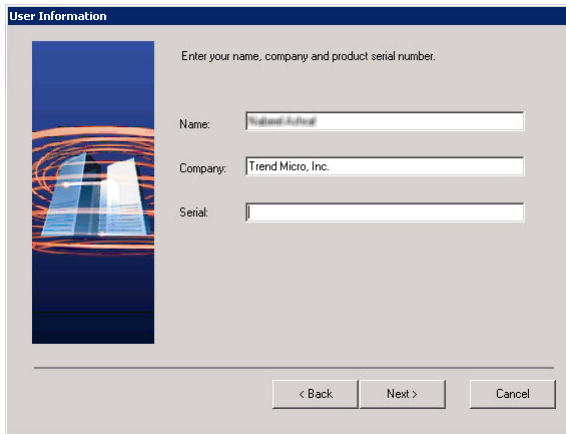 User Information
Enter your name, company and product serial number.
Name:
Company: Trend Micro, Inc.
Serial:
< Back Next > Cancel